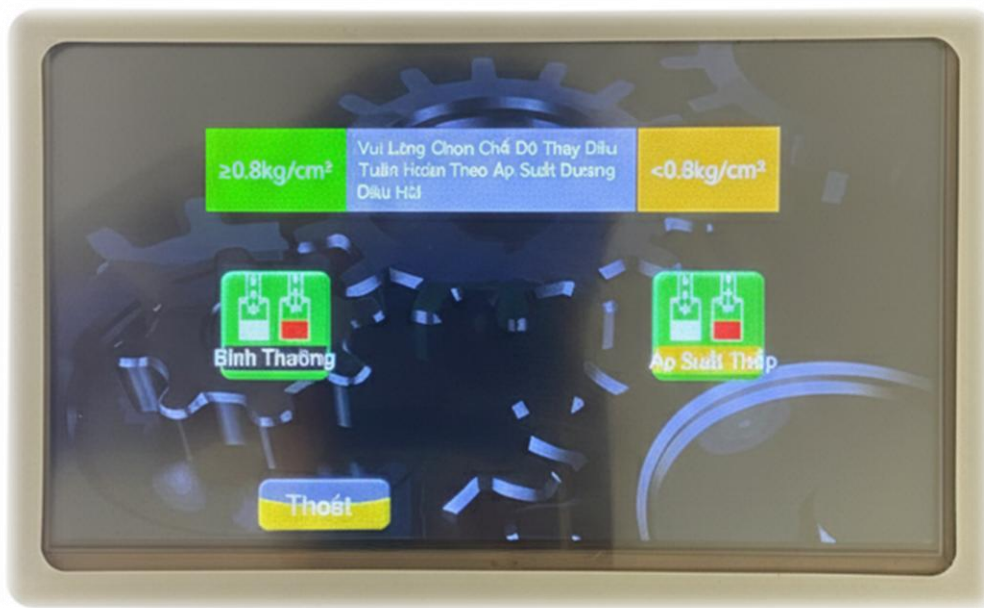 ≥0.8kg/cm²
Vui Lòng Chọn Chế Độ Thay Dầu
Tuần Hoàn Theo Áp Suất Đường
Dầu Hồi
<0.8kg/cm²
Bình Thường
Áp Suất Thấp
Thoát